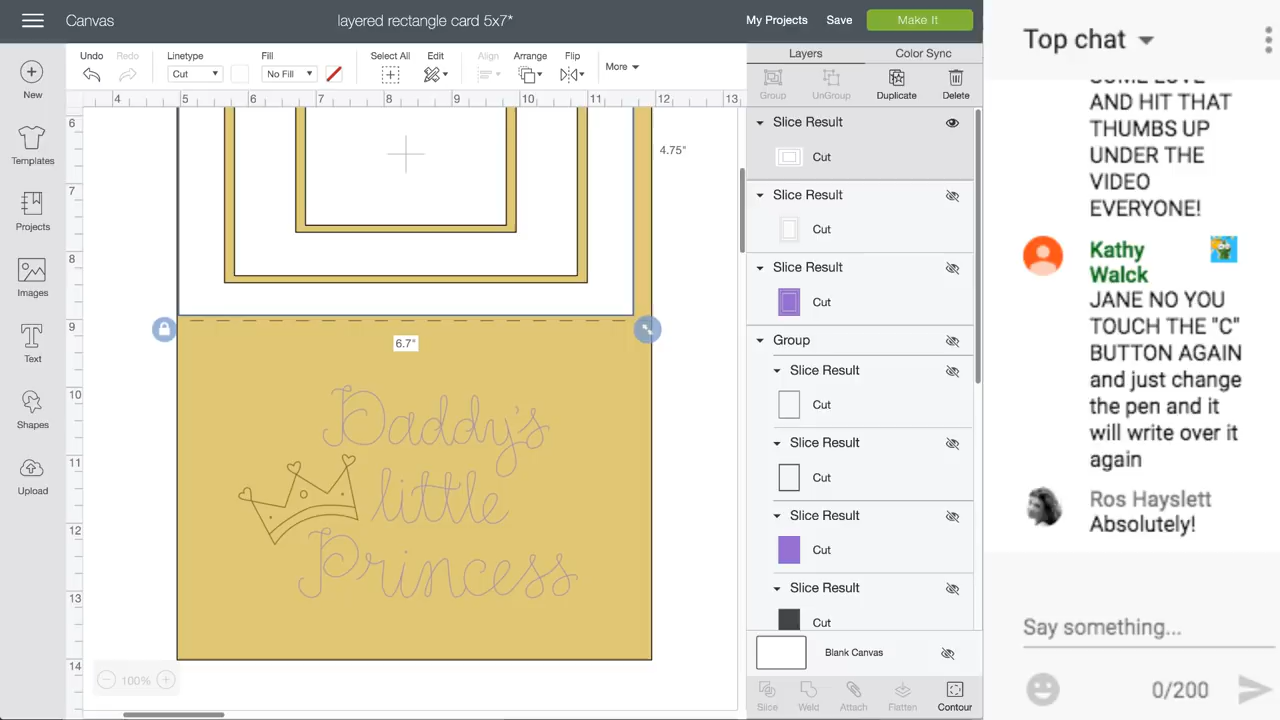 Canvas
layered rectangle card 5x7*
My Projects
Save
Make It
Undo
Redo
Linetype
Cut
Fill
No Fill
Select All
Edit
Align
Arrange
Flip
More
Layers
Color Sync
Group
UnGroup
Duplicate
Delete
New
Templates
Projects
Images
Text
Shapes
Upload
4 5 6 7 8 9 10 11 12 13
6
7
8
9
10
11
12
13
14
4.75"
6.7"
Daddy's
little
Princess
100%
Slice Result
Cut
Slice Result
Cut
Slice Result
Cut
Group
Slice Result
Cut
Slice Result
Cut
Slice Result
Cut
Slice Result
Cut
Blank Canvas
Slice
Weld
Attach
Flatten
Contour
Top chat
SOME LOVE
AND HIT THAT
THUMBS UP
UNDER THE
VIDEO
EVERYONE!
Kathy
Walck
JANE NO YOU
TOUCH THE "C"
BUTTON AGAIN
and just change
the pen and it
will write over it
again
Ros Hayslett
Absolutely!
Say something...
0/200